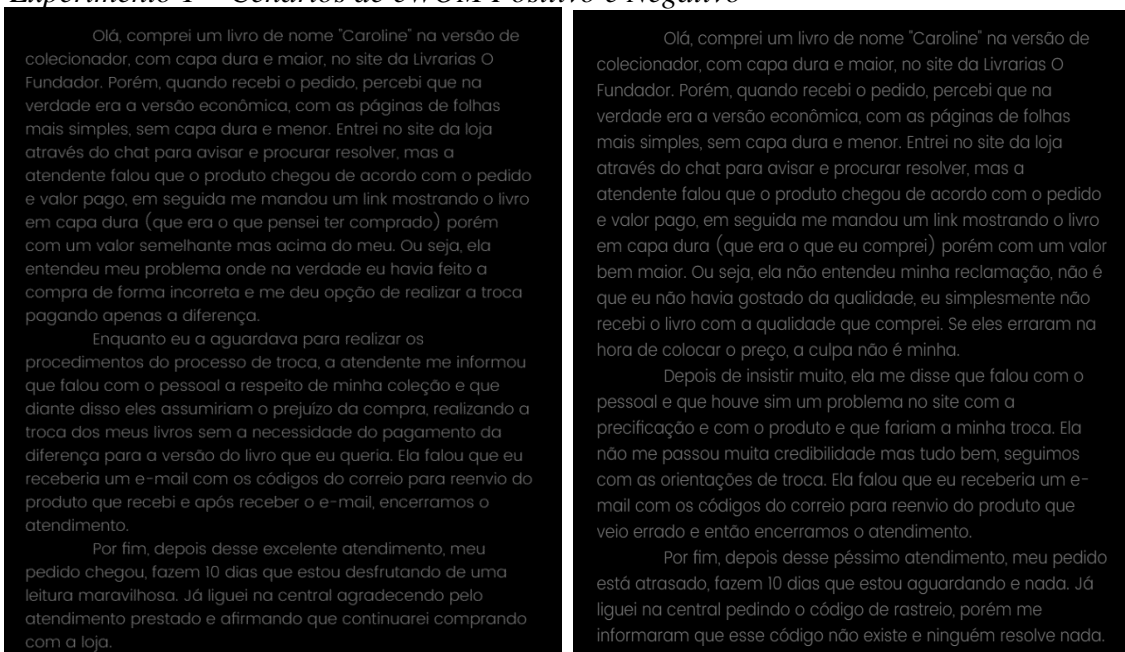 Experimento 1 – Cenários de eWOM Positivo e Negativo
Olá, comprei um livro de nome "Caroline" na versão de
colecionador, com capa dura e maior, no site da Livrarias O
Fundador. Porém, quando recebi o pedido, percebi que na
verdade era a versão econômica, com as páginas de folhas
mais simples, sem capa dura e menor. Entrei no site da loja
através do chat para avisar e procurar resolver, mas a
atendente falou que o produto chegou de acordo com o pedido
e valor pago, em seguida me mandou um link mostrando o livro
em capa dura (que era o que pensei ter comprado) porém
com um valor semelhante mas acima do meu. Ou seja, ela
entendeu meu problema onde na verdade eu havia feito a
compra de forma incorreta e me deu opção de realizar a troca
pagando apenas a diferença.
Enquanto eu a aguardava para realizar os
procedimentos do processo de troca, a atendente me informou
que falou com o pessoal a respeito de minha coleção e que
diante disso eles assumiriam o prejuízo da compra, realizando a
troca dos meus livros sem a necessidade do pagamento da
diferença para a versão do livro que eu queria. Ela falou que eu
receberia um e-mail com os códigos do correio para reenvio do
produto que recebi e após receber o e-mail, encerramos o
atendimento.
Por fim, depois desse excelente atendimento, meu
pedido chegou, fazem 10 dias que estou desfrutando de uma
leitura maravilhosa. Já liguei na central agradecendo pelo
atendimento prestado e afirmando que continuarei comprando
com a loja.
Olá, comprei um livro de nome "Caroline" na versão de
colecionador, com capa dura e maior, no site da Livrarias O
Fundador. Porém, quando recebi o pedido, percebi que na
verdade era a versão econômica, com as páginas de folhas
mais simples, sem capa dura e menor. Entrei no site da loja
através do chat para avisar e procurar resolver, mas a
atendente falou que o produto chegou de acordo com o pedido
e valor pago, em seguida me mandou um link mostrando o livro
em capa dura (que era o que eu comprei) porém com um valor
bem maior. Ou seja, ela não entendeu minha reclamação, não é
que eu não havia gostado da qualidade, eu simplesmente não
recebi o livro com a qualidade que comprei. Se eles erraram na
hora de colocar o preço, a culpa não é minha.
Depois de insistir muito, ela me disse que falou com o
pessoal e que houve sim um problema no site com a
precificação e com o produto e que fariam a minha troca. Ela
não me passou muita credibilidade mas tudo bem, seguimos
com as orientações de troca. Ela falou que eu receberia um e-
mail com os códigos do correio para reenvio do produto que
veio errado e então encerramos o atendimento.
Por fim, depois desse péssimo atendimento, meu pedido
está atrasado, fazem 10 dias que estou aguardando e nada. Já
liguei na central pedindo o código de rastreio, porém me
informaram que esse código não existe e ninguém resolve nada.